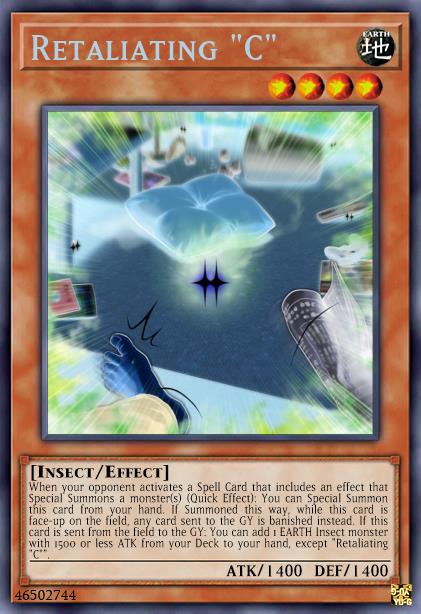 Retaliating "C"
EARTH
地
[Insect/Effect]
When your opponent activates a Spell Card that includes an effect that
Special Summons a monster(s) (Quick Effect): You can Special Summon
this card from your hand. If Summoned this way, while this card is
face-up on the field, any card sent to the GY is banished instead. If this
card is sent from the field to the GY: You can add 1 EARTH Insect monster
with 1500 or less ATK from your Deck to your hand, except "Retaliating
"C"".
ATK/1400 DEF/1400
46502744